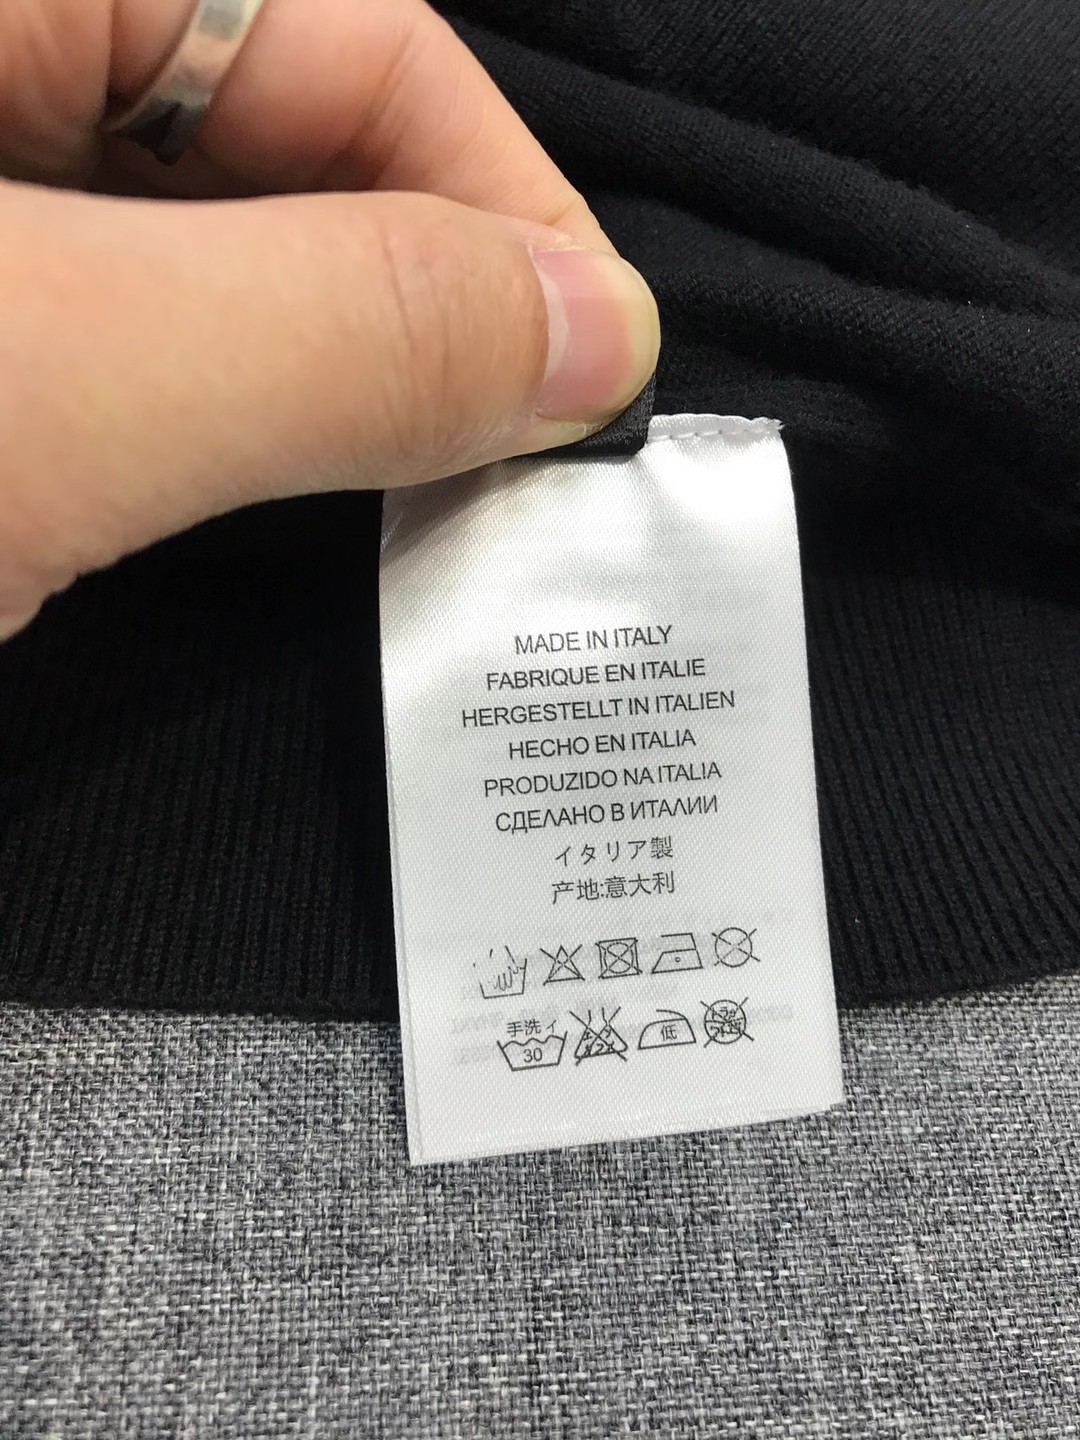 MADE IN ITALY
FABRIQUE EN ITALIE
HERGESTELLT IN ITALIEN
HECHO EN ITALIA
PRODUZIDO NA ITALIA
СДЕЛАНО В ИТАЛИИ
イタリア製
产地:意大利
手洗イ
30
低